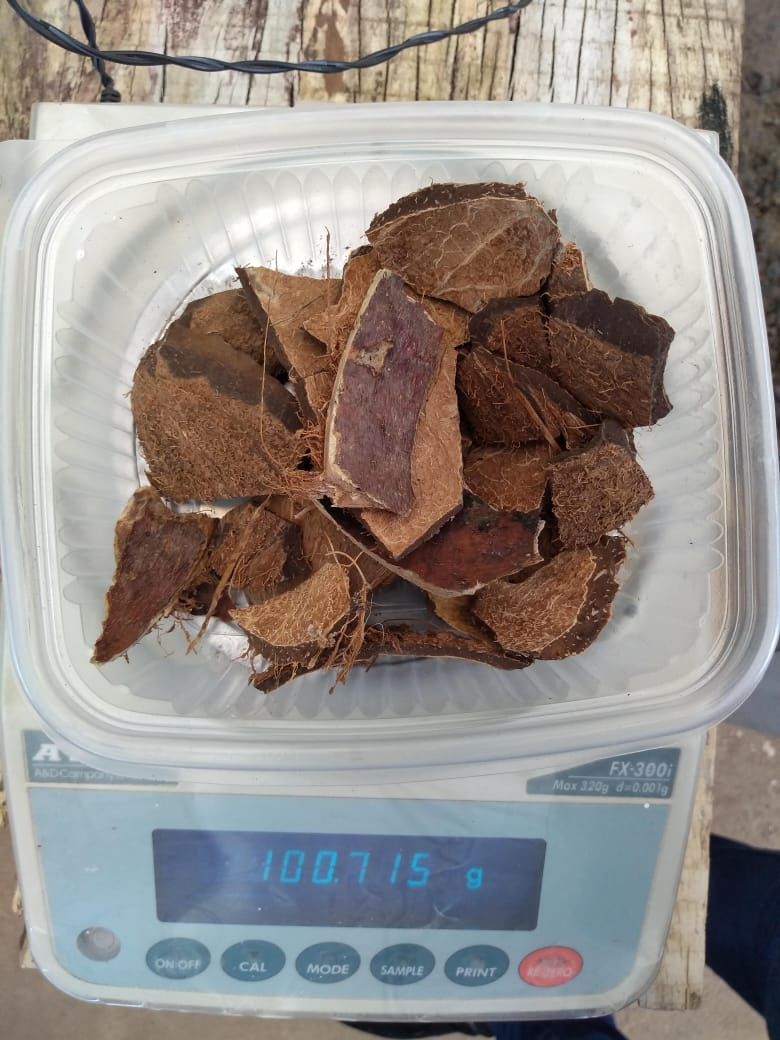 A&D Company
FX-300i
Max 320g d=0.001g
100.715 g
ON:OFF
CAL
MODE
SAMPLE
PRINT
RE-ZERO